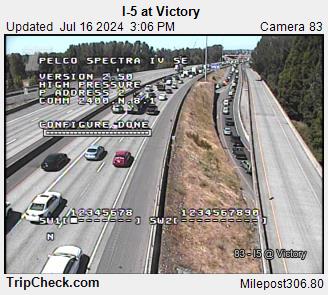 I-5 at Victory
Updated Jul 16 2024 3:06 PM Camera 83
PELCO SPECTRA IV SE
VERSION 2.50
HIGH PRESSURE
P ADDRESS 2
COMM 2400,N,8,1
CONFIGURE DONE
12345678 1234567890
SW1 SW2
N
83 - I5 @ Victory
TripCheck.com Milepost306.80